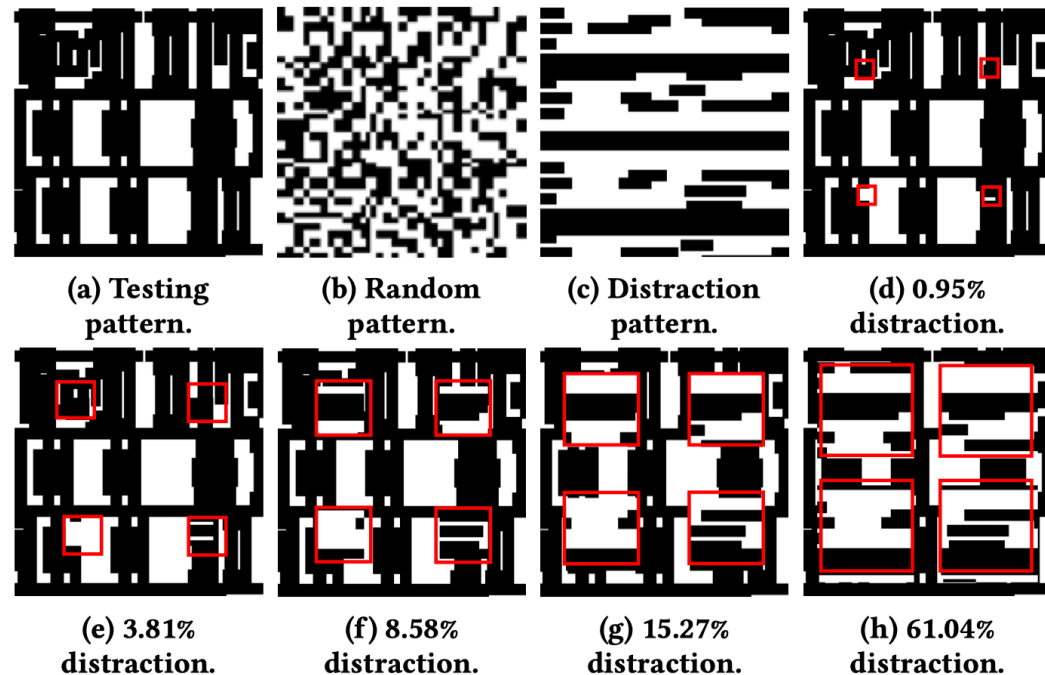 (a) Testing
pattern.
(b) Random
pattern.
(c) Distraction
pattern.
(d) 0.95%
distraction.
(e) 3.81%
distraction.
(f) 8.58%
distraction.
(g) 15.27%
distraction.
(h) 61.04%
distraction.